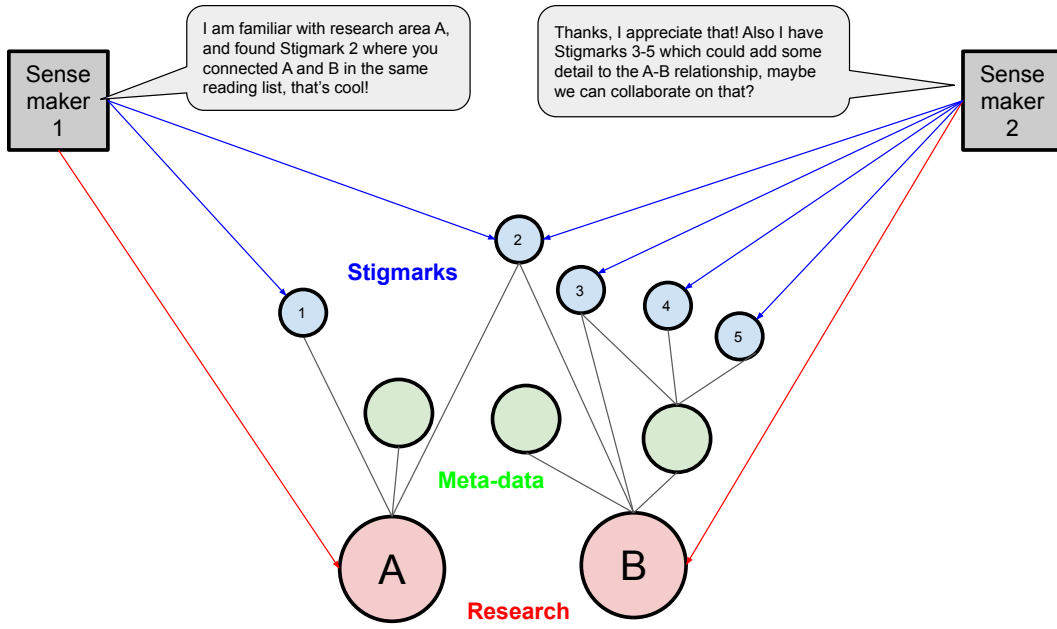 Sense
maker
1
I am familiar with research area A,
and found Stigmark 2 where you
connected A and B in the same
reading list, that's cool!
Thanks, I appreciate that! Also I have
Stigmarks 3-5 which could add some
detail to the A-B relationship, maybe
we can collaborate on that?
Sense
maker
2
2
Stigmarks
3
4
1
5
Meta-data
A
B
Research